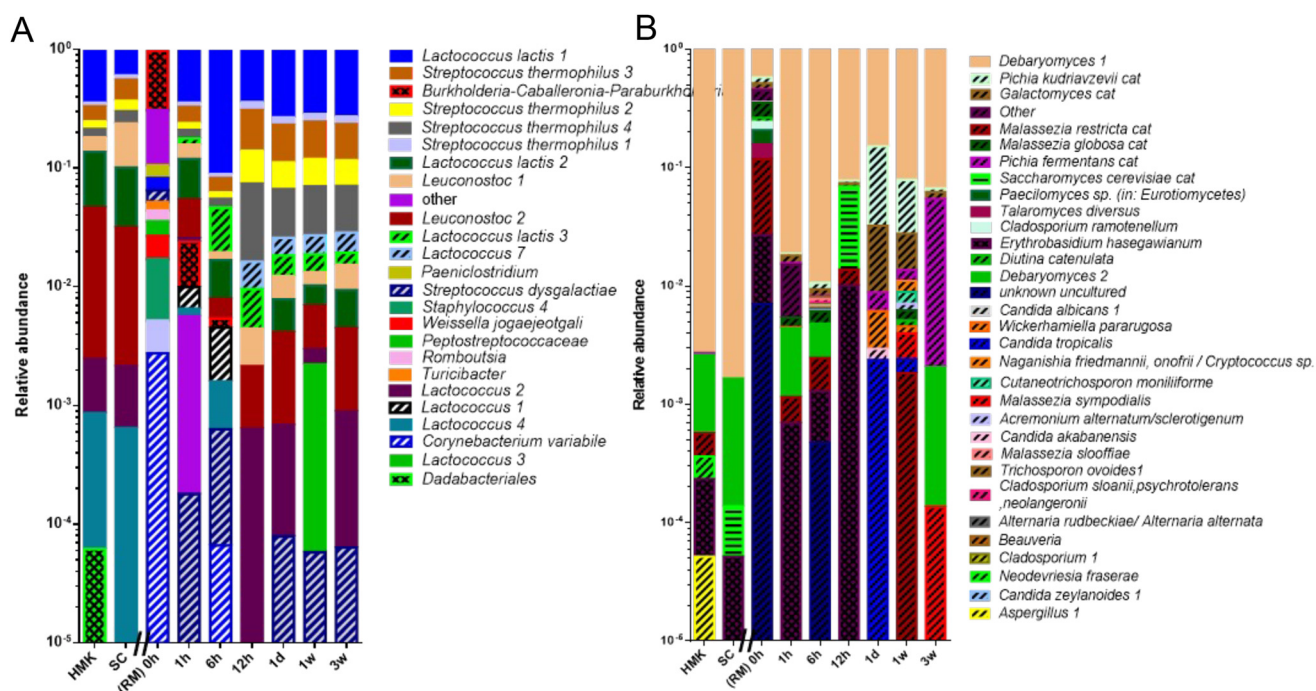 A
Relative abundance
10⁰
10⁻¹
10⁻²
10⁻³
10⁻⁴
10⁻⁵
HMK
SC
(RM) 0h
1h
6h
12h
1d
1w
3w
Lactococcus lactis 1
Streptococcus thermophilus 3
Burkholderia-Caballeronia-Paraburkholderia
Streptococcus thermophilus 2
Streptococcus thermophilus 4
Streptococcus thermophilus 1
Lactococcus lactis 2
Leuconostoc 1
other
Leuconostoc 2
Lactococcus lactis 3
Lactococcus 7
Paeniclostridium
Streptococcus dysgalactiae
Staphylococcus 4
Weissella jogaejeotgali
Peptostreptococcaceae
Romboutsia
Turicibacter
Lactococcus 2
Lactococcus 1
Lactococcus 4
Corynebacterium variabile
Lactococcus 3
Dadabacteriales
B
Relative abundance
10⁰
10⁻¹
10⁻²
10⁻³
10⁻⁴
10⁻⁵
10⁻⁶
HMK
SC
(RM) 0h
1h
6h
12h
1d
1w
3w
Debaryomyces 1
Pichia kudriavzevii cat
Galactomyces cat
Other
Malassezia restricta cat
Malassezia globosa cat
Pichia fermentans cat
Saccharomyces cerevisiae cat
Paecilomyces sp. (in: Eurotiomycetes)
Talaromyces diversus
Cladosporium ramotenellum
Erythrobasidium hasegawianum
Diutina catenulata
Debaryomyces 2
unknown uncultured
Candida albicans 1
Wickerhamiella pararugosa
Candida tropicalis
Naganishia friedmannii, onofrii / Cryptococcus sp.
Cutaneotrichosporon moniliiforme
Malassezia sympodialis
Acremonium alternatum/sclerotigenum
Candida akabanensis
Malassezia slooffiae
Trichosporon ovoides1
Cladosporium sloanii,psychrotolerans
,neolangeronii
Alternaria rudbeckiae/ Alternaria alternata
Beauveria
Cladosporium 1
Neodevriesia fraserae
Candida zeylanoides 1
Aspergillus 1